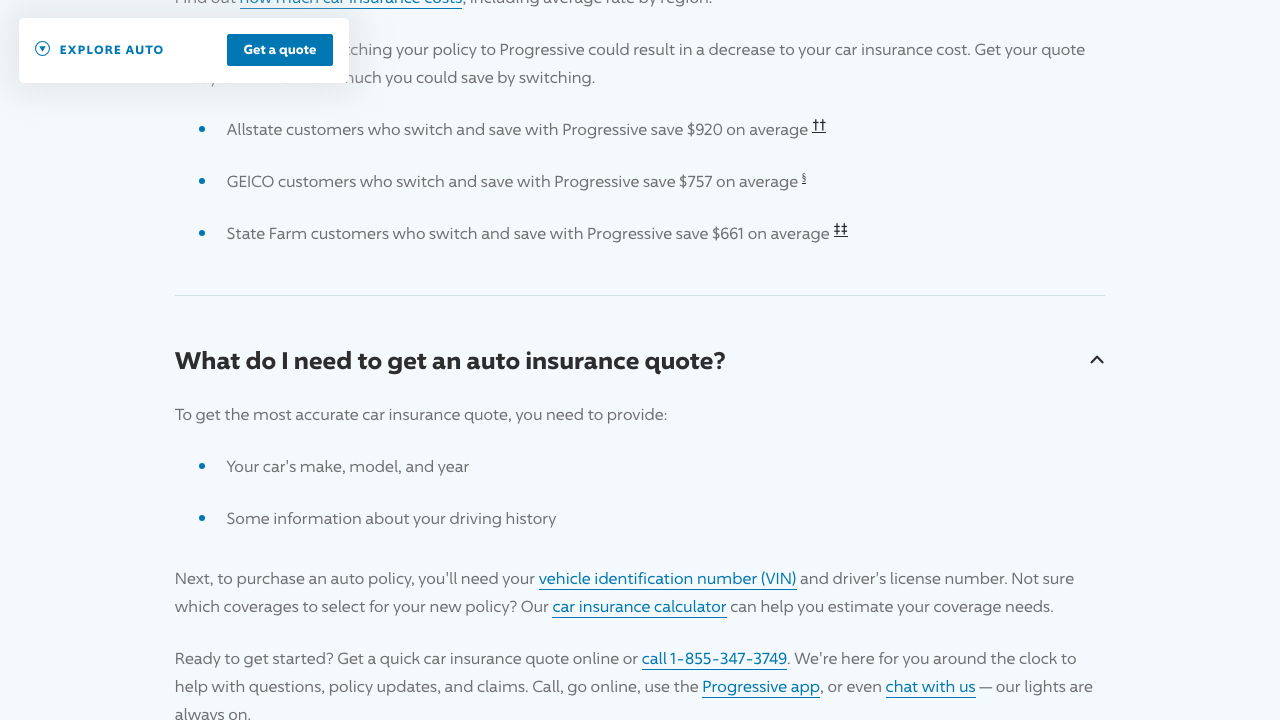 Find out how much car insurance costs, including average rate by region.
EXPLORE AUTO
Get a quote
tching your policy to Progressive could result in a decrease to your car insurance cost. Get your quote
much you could save by switching.
Allstate customers who switch and save with Progressive save $920 on average ††
GEICO customers who switch and save with Progressive save $757 on average §
State Farm customers who switch and save with Progressive save $661 on average ‡‡
What do I need to get an auto insurance quote?
To get the most accurate car insurance quote, you need to provide:
Your car's make, model, and year
Some information about your driving history
Next, to purchase an auto policy, you'll need your vehicle identification number (VIN) and driver's license number. Not sure
which coverages to select for your new policy? Our car insurance calculator can help you estimate your coverage needs.
Ready to get started? Get a quick car insurance quote online or call 1-855-347-3749. We're here for you around the clock to
help with questions, policy updates, and claims. Call, go online, use the Progressive app, or even chat with us — our lights are
always on.